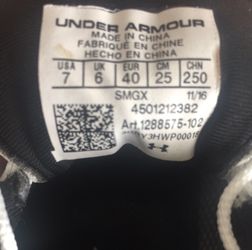 UNDER ARMOUR
MADE IN CHINA
FABRIQUÉ EN CHINE
HECHO EN CHINA
USA UK EUR CM CHN
7 6 40 25 250
SMGX 11/16
4501212382
Art.1288575-102